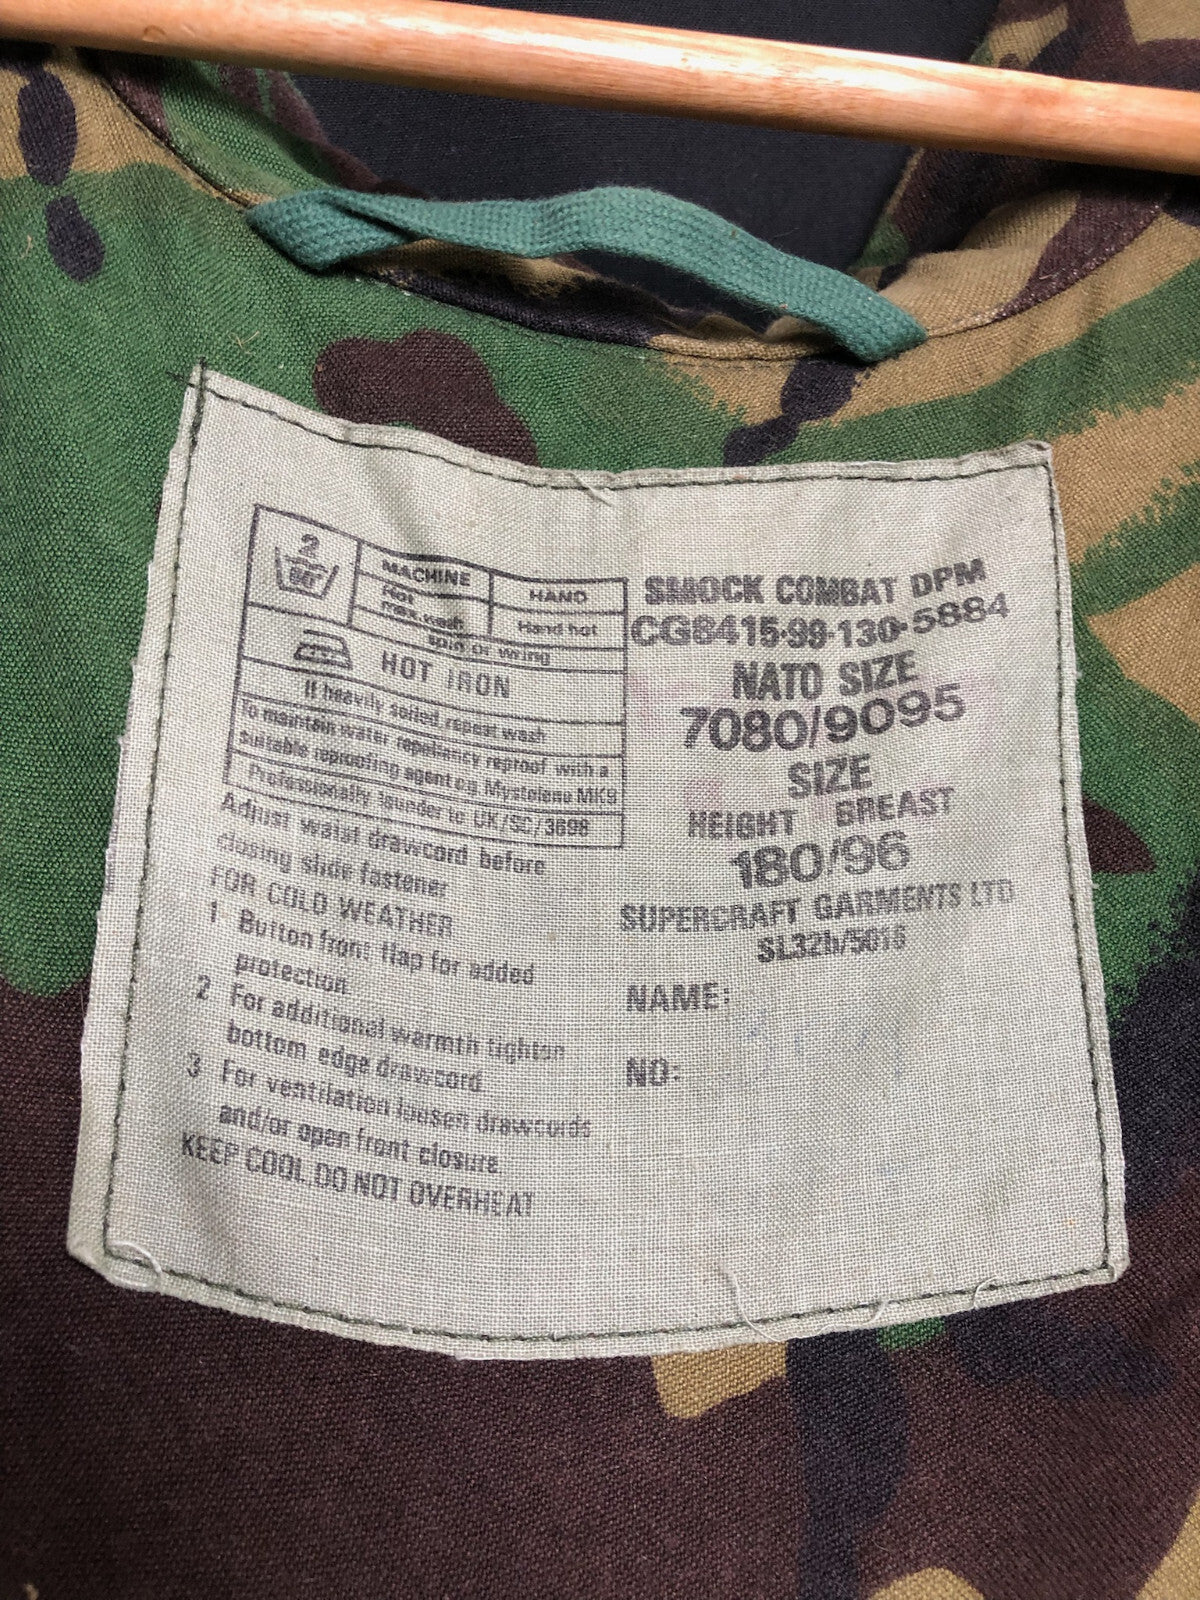 2
60°
MACHINE
HAND
Hot
max. wash
Hand hot
spin or wring
HOT IRON
If heavily soiled repeat wash
To maintain water repellancy reproof with a
suitable reproofing agent e.g. Mystolene MK9
Professionally launder to UK/SC/3698
Adjust waist drawcord before
closing slide fastener
FOR COLD WEATHER
1 Button front flap for added
protection
2 For additional warmth tighten
bottom edge drawcord
3 For ventilation loosen drawcords
and/or open front closure
KEEP COOL, DO NOT OVERHEAT
SMOCK COMBAT DPM
CG8415·99·130·5884
NATO SIZE
7080/9095
SIZE
HEIGHT BREAST
180/96
SUPERCRAFT GARMENTS LTD
SL32b/5016
NAME:
NO: